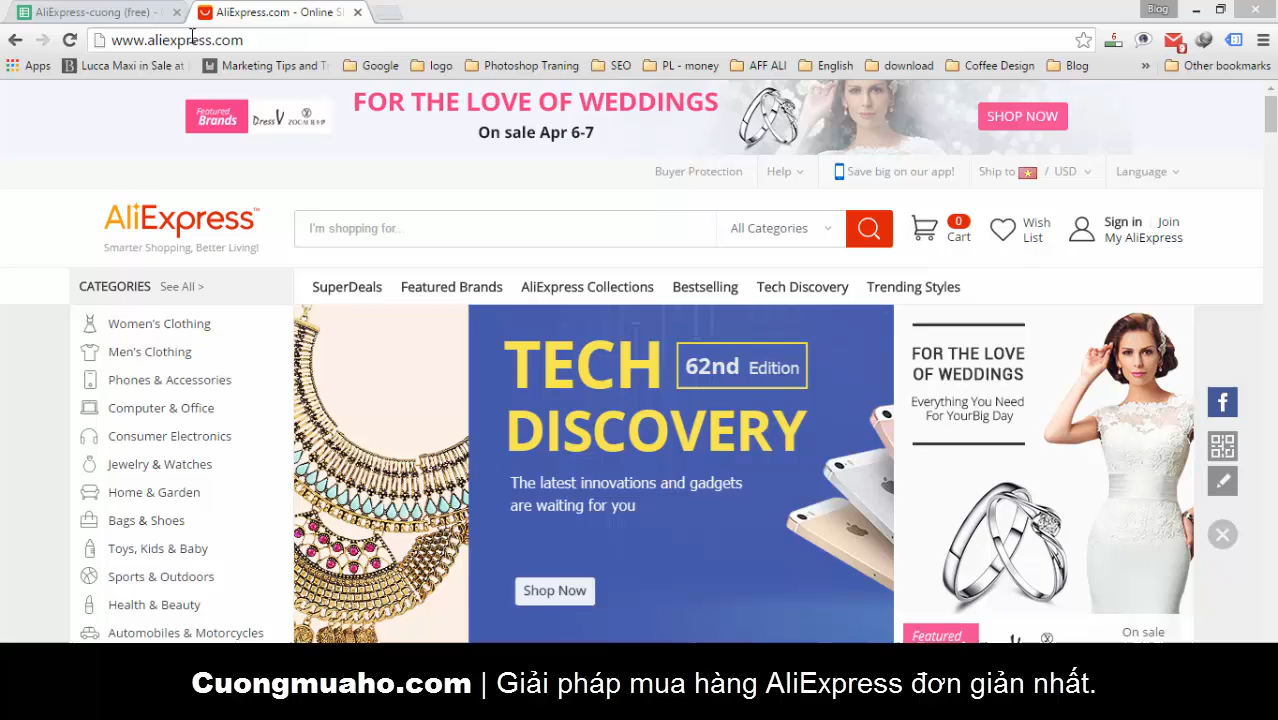 AliExpress-cuong (free) -
AliExpress.com - Online S
Blog
www.aliexpress.com
6
9
Apps
Lucca Maxi in Sale at
Marketing Tips and Tr
Google
logo
Photoshop Traning
SEO
PL - money
AFF ALI
English
download
Coffee Design
Blog
»
Other bookmarks
Featured
Brands
DressV
FOR THE LOVE OF WEDDINGS
On sale Apr 6-7
SHOP NOW
Buyer Protection
Help
Save big on our app!
Ship to / USD
Language
AliExpress™
Smarter Shopping, Better Living!
I'm shopping for...
All Categories
0
Cart
Wish
List
Sign in | Join
My AliExpress
CATEGORIES See All >
SuperDeals
Featured Brands
AliExpress Collections
Bestselling
Tech Discovery
Trending Styles
Women's Clothing
Men's Clothing
Phones & Accessories
Computer & Office
Consumer Electronics
Jewelry & Watches
Home & Garden
Bags & Shoes
Toys, Kids & Baby
Sports & Outdoors
Health & Beauty
Automobiles & Motorcycles
TECH 62nd Edition
DISCOVERY
The latest innovations and gadgets
are waiting for you
Shop Now
FOR THE LOVE
OF WEDDINGS
Everything You Need
For YourBig Day
Featured
On sale
f
Cuongmuaho.com | Giải pháp mua hàng AliExpress đơn giản nhất.